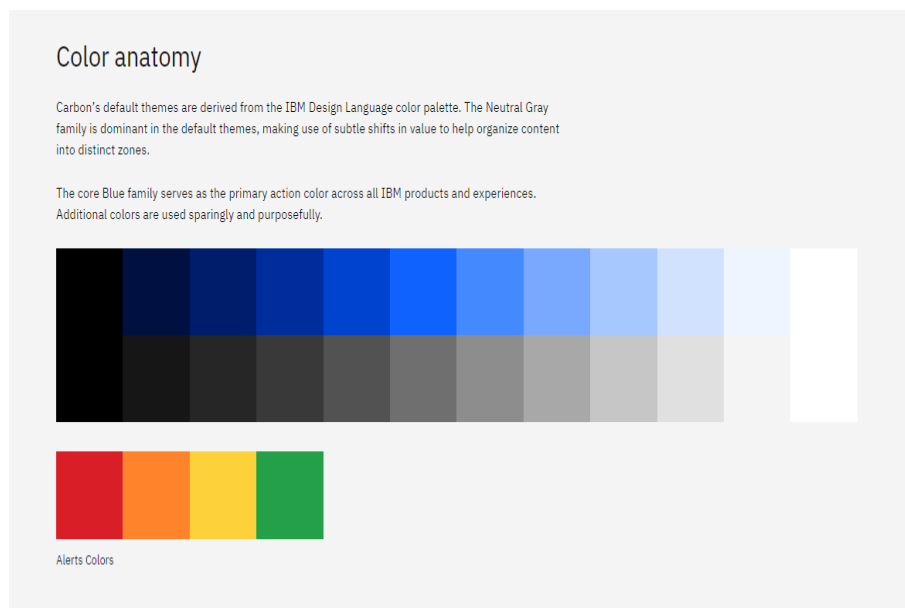 Color anatomy
Carbon's default themes are derived from the IBM Design Language color palette. The Neutral Gray
family is dominant in the default themes, making use of subtle shifts in value to help organize content
into distinct zones.
The core Blue family serves as the primary action color across all IBM products and experiences.
Additional colors are used sparingly and purposefully.
Alerts Colors